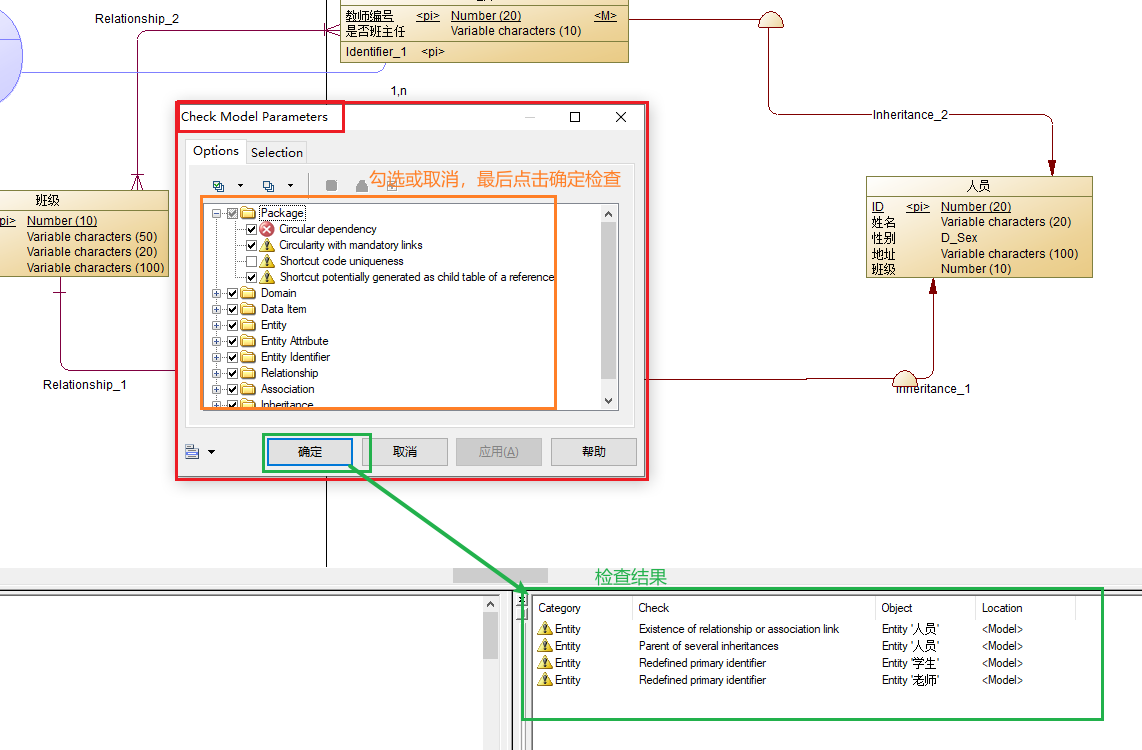 Relationship_2
教师编号 <pi> Number (20) <M>
是否班主任 Variable characters (10)
Identifier_1 <pi>
1,n
Inheritance_2
Check Model Parameters
Options Selection
勾选或取消，最后点击确定检查
Package
Circular dependency
Circularity with mandatory links
Shortcut code uniqueness
Shortcut potentially generated as child table of a reference
Domain
Data Item
Entity
Entity Attribute
Entity Identifier
Relationship
Association
Inheritance
确定 取消 应用(A) 帮助
班级
pi> Number (10)
Variable characters (50)
Variable characters (20)
Variable characters (100)
Relationship_1
人员
ID <pi> Number (20)
姓名 Variable characters (20)
性别 D_Sex
地址 Variable characters (100)
班级 Number (10)
Inheritance_1
检查结果
Category Check Object Location
Entity Existence of relationship or association link Entity '人员' <Model>
Entity Parent of several inheritances Entity '人员' <Model>
Entity Redefined primary identifier Entity '学生' <Model>
Entity Redefined primary identifier Entity '老师' <Model>